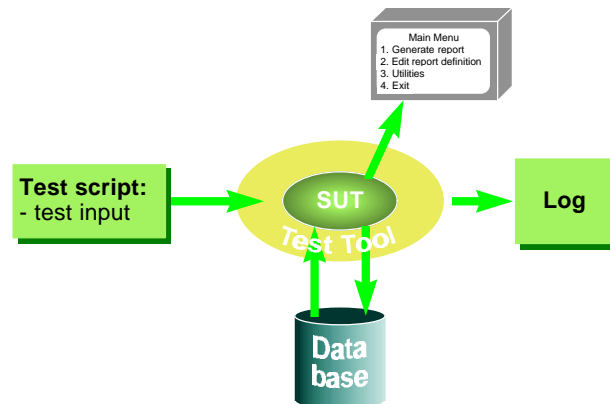 Main Menu
1. Generate report
2. Edit report definition
3. Utilities
4. Exit
Test script:
- test input
SUT
Test Tool
Log
Data
base